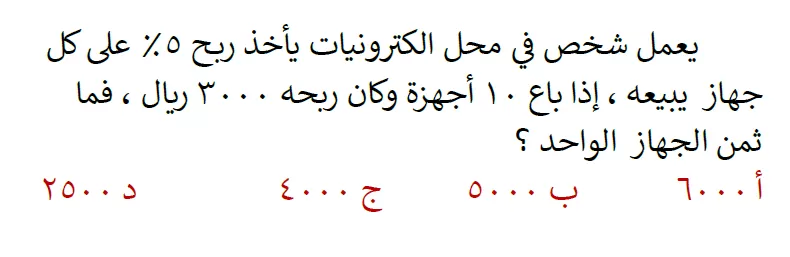 يعمل شخص في محل الكترونيات يأخذ ربح ٥٪ على كل
جهاز يبيعه ، إذا باع ١٠ أجهزة وكان ربحه ٣٠٠٠ ريال ، فما
ثمن الجهاز الواحد ؟
أ ٦٠٠٠ ب ٥٠٠٠ ج ٤٠٠٠ د ٢٥٠٠